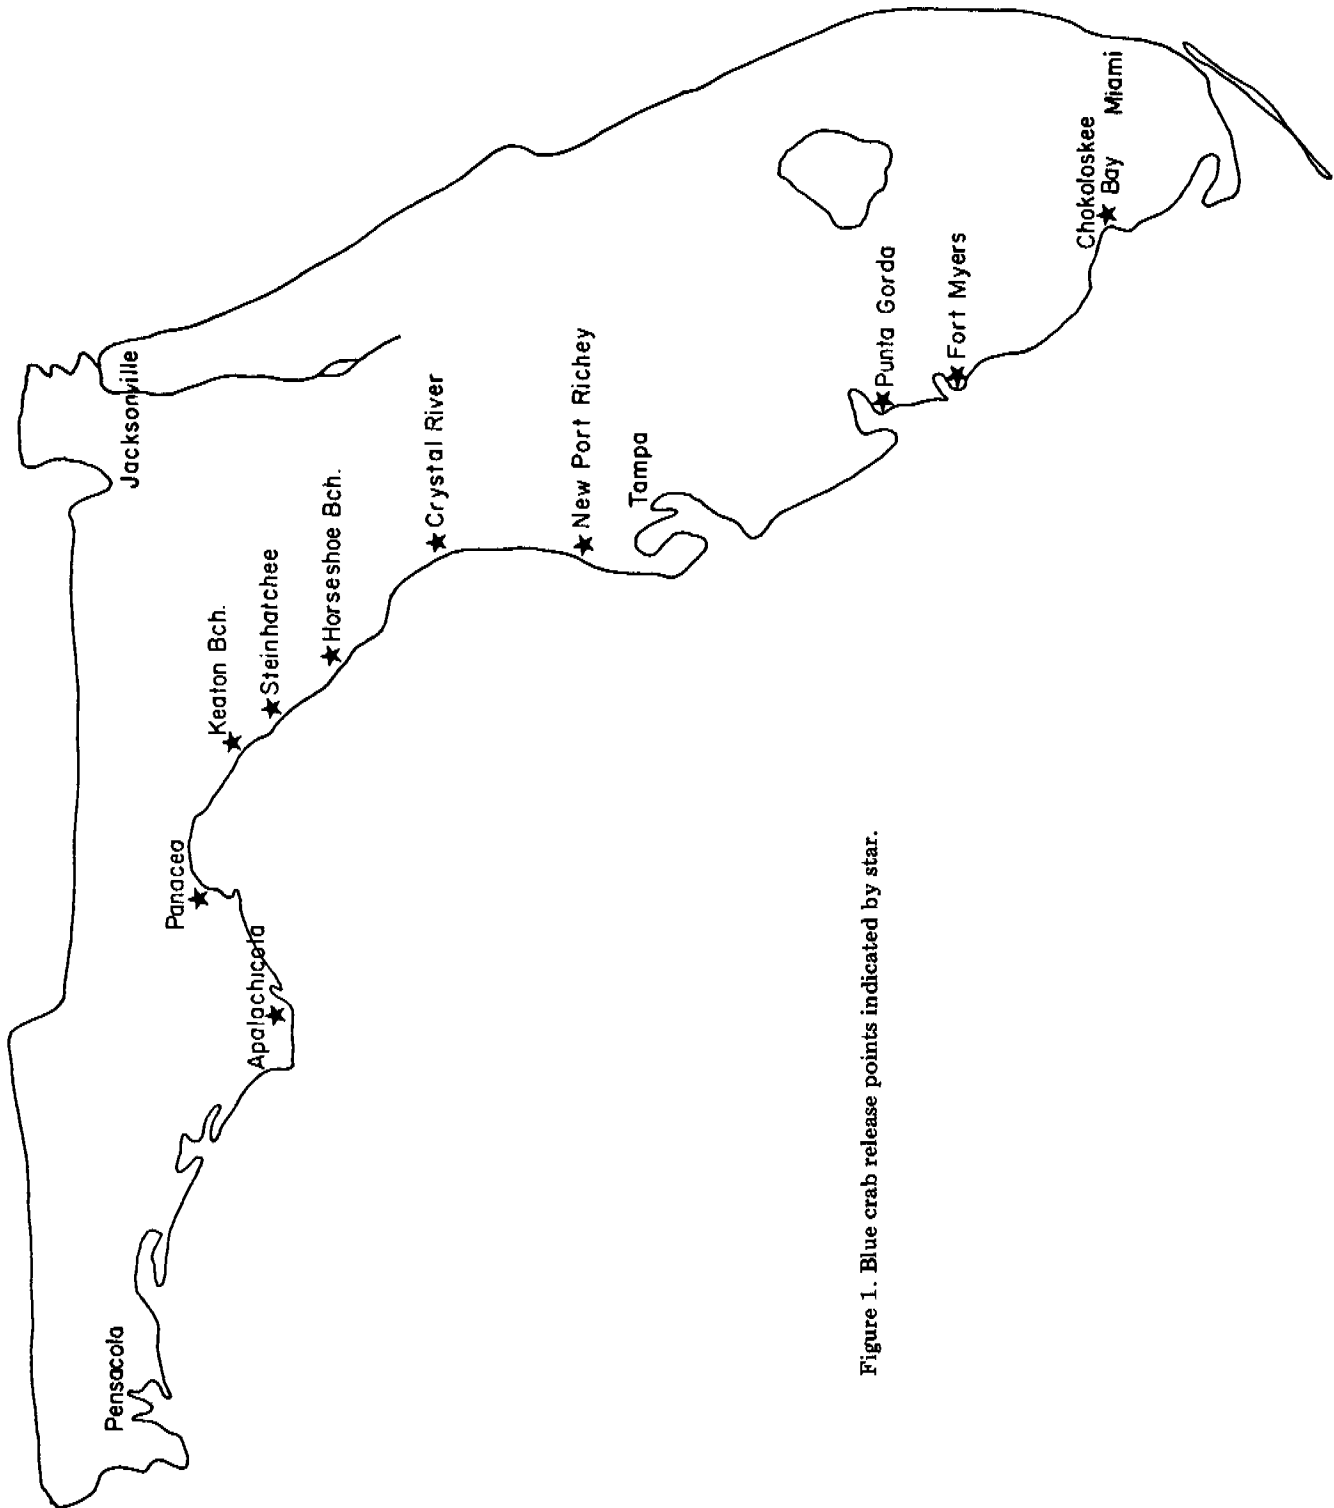 Pensacola
Apalachicola
Panacea
Keaton Bch.
Steinhatchee
Horseshoe Bch.
Crystal River
New Port Richey
Tampa
Jacksonville
Punta Gorda
Fort Myers
Chokoloskee
Bay
Miami
Figure 1. Blue crab release points indicated by star.